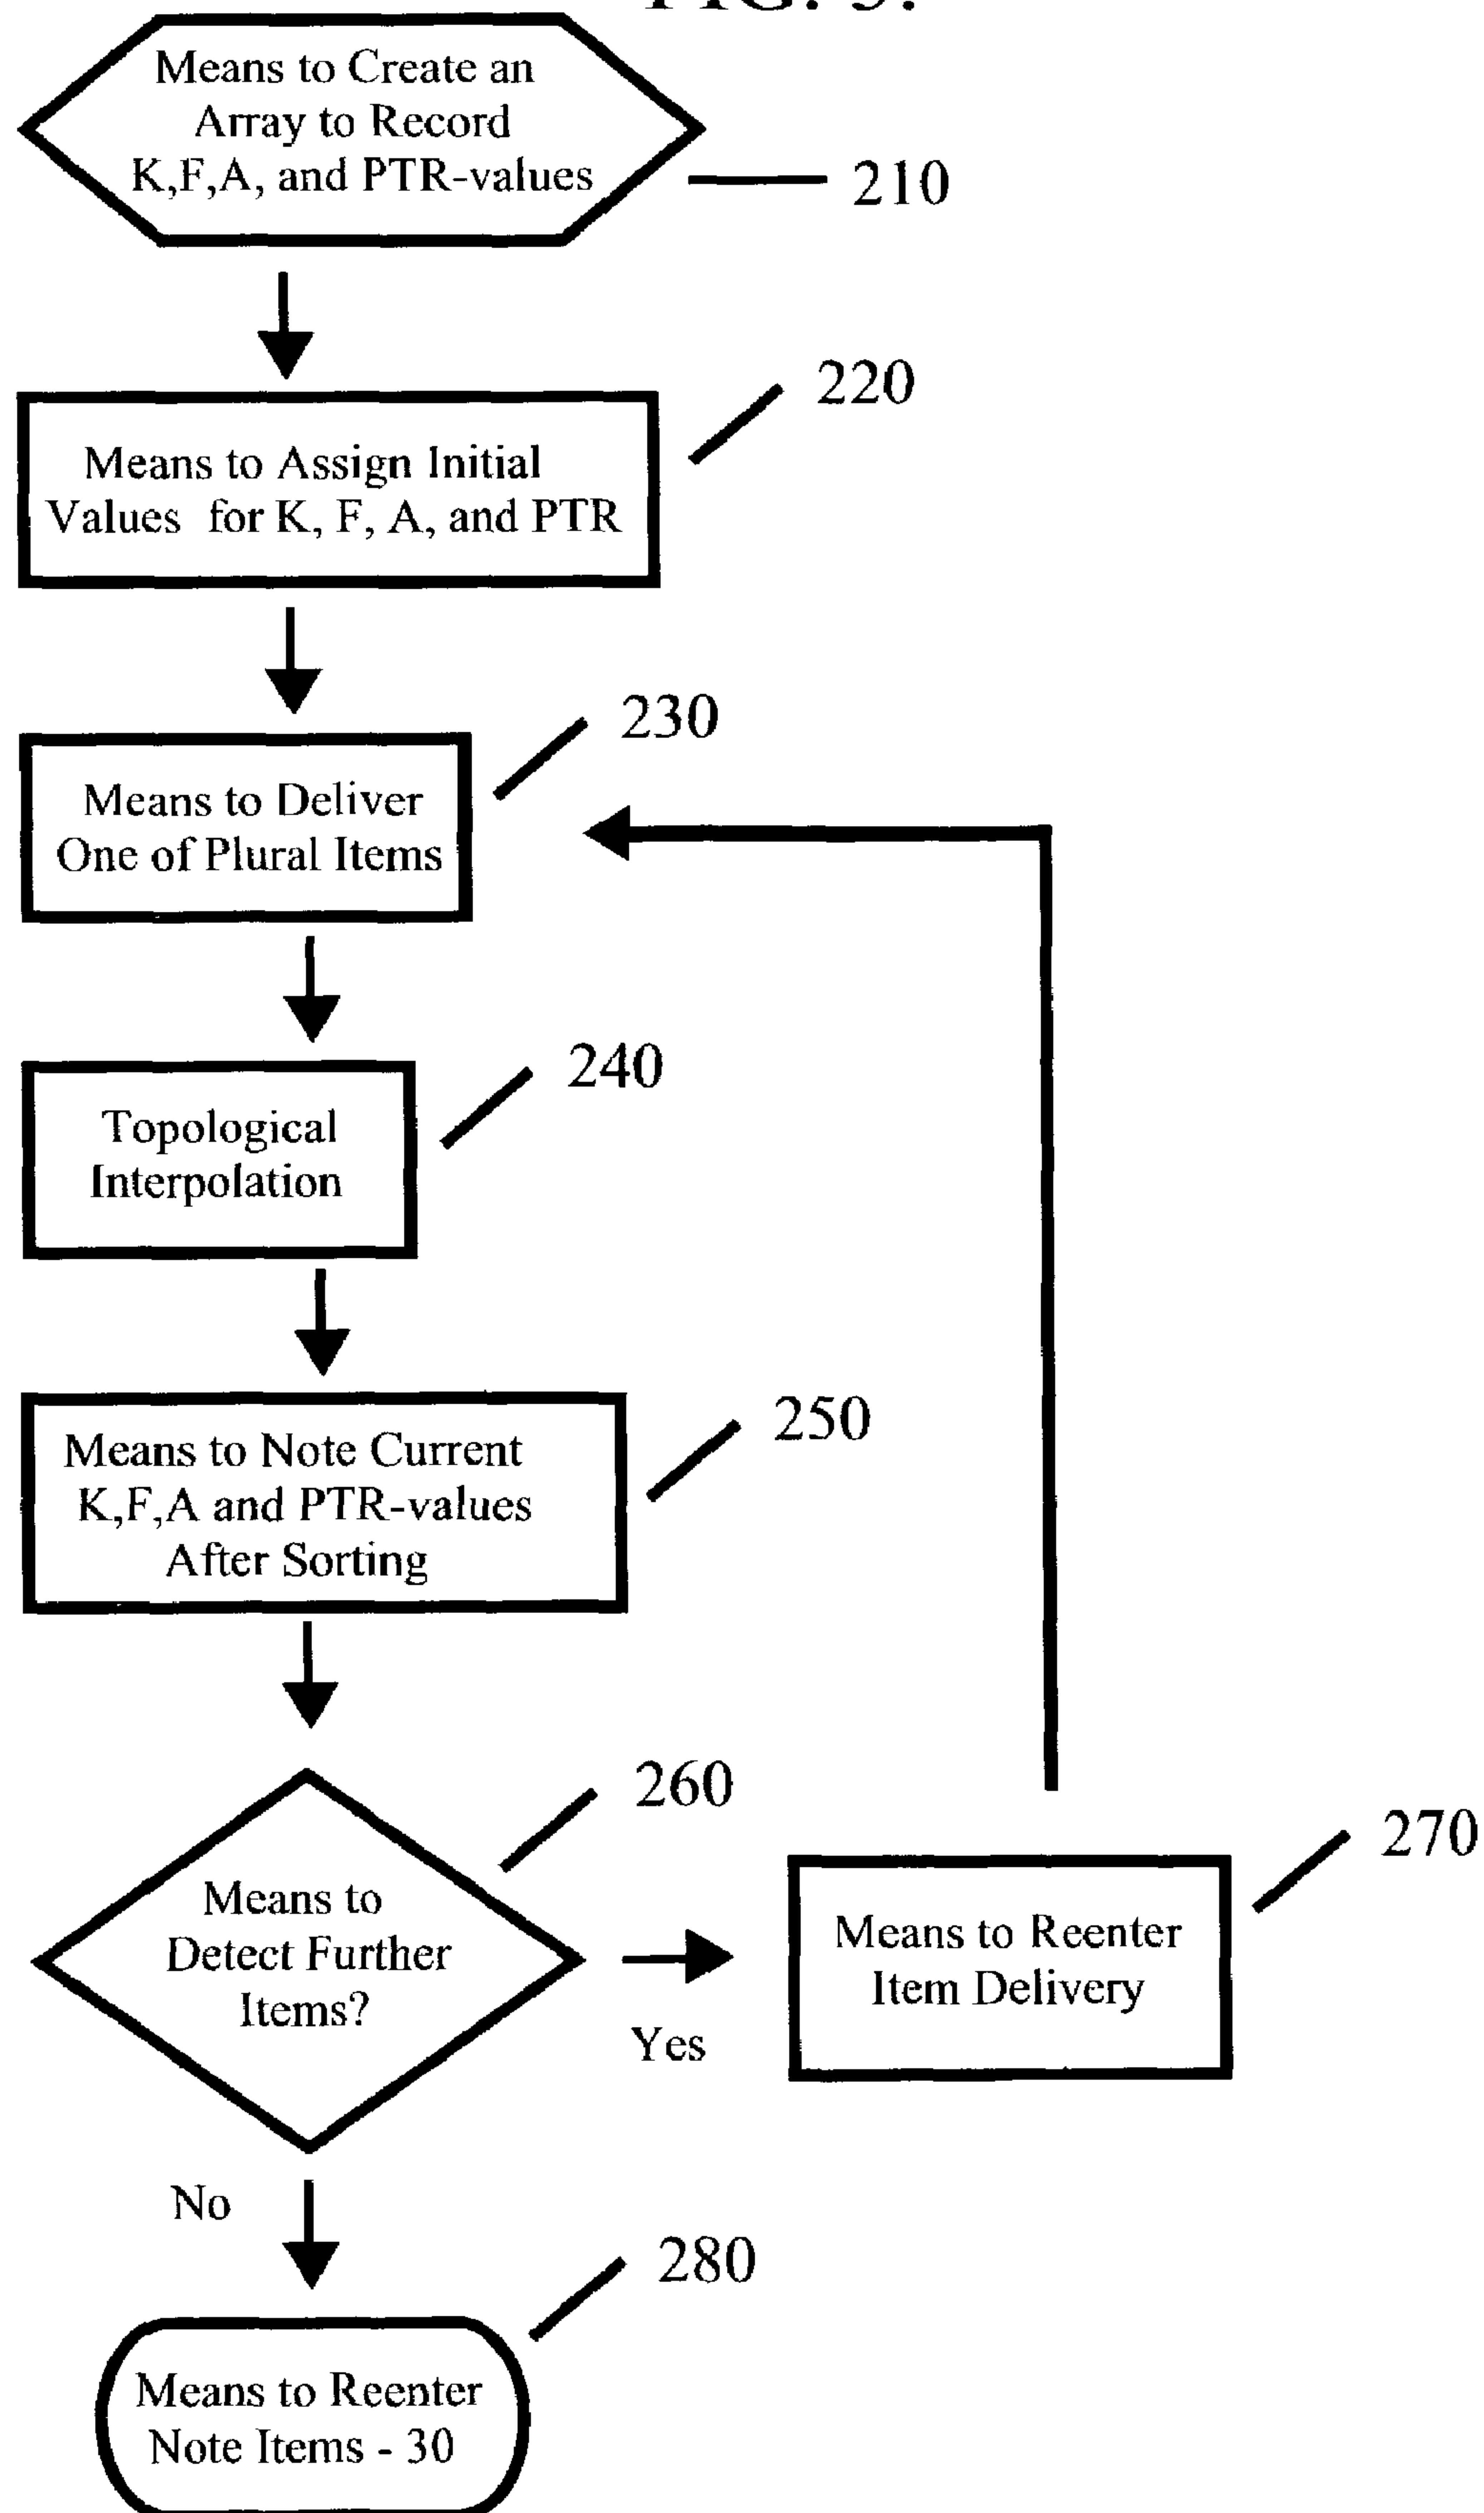 Means to Create an
Array to Record
K,F,A, and PTR-values
210
220
Means to Assign Initial
Values for K, F, A, and PTR
230
Means to Deliver
One of Plural Items
240
Topological
Interpolation
250
Means to Note Current
K,F,A and PTR-values
After Sorting
260
270
Means to
Detect Further
Items?
Yes
Means to Reenter
Item Delivery
No
280
Means to Reenter
Note Items - 30